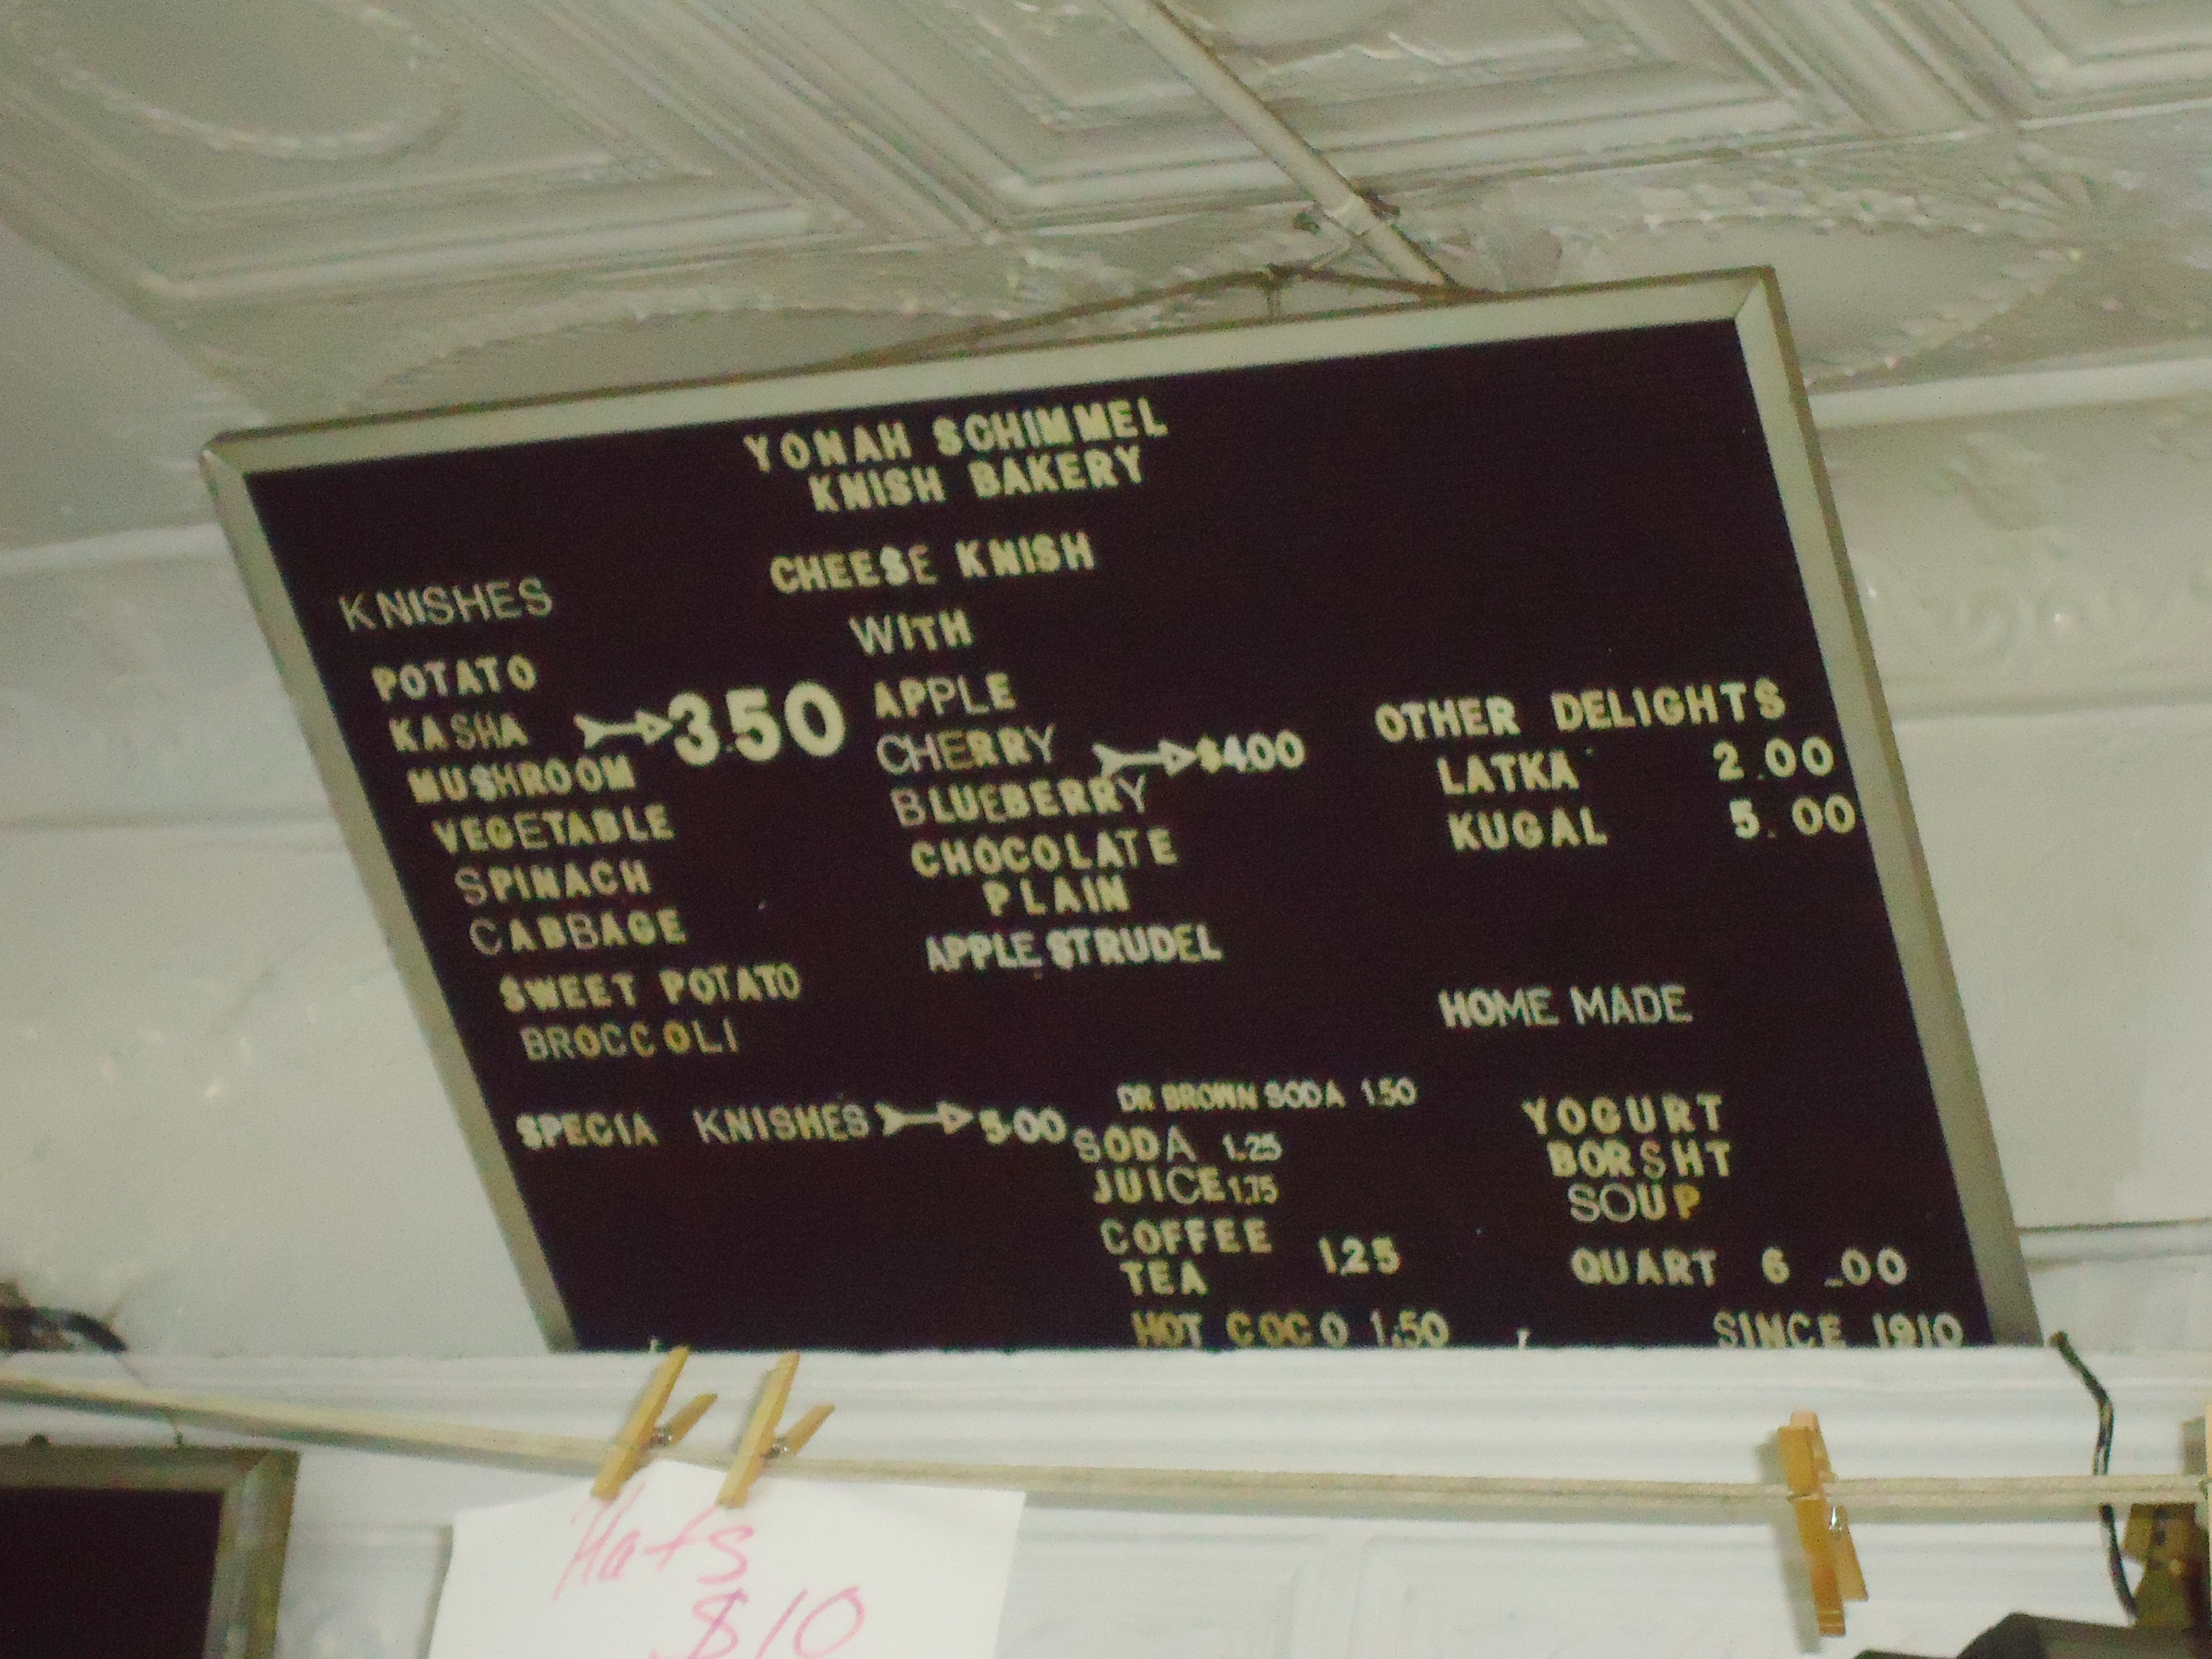 YONAH SCHIMMEL
KNISH BAKERY
KNISHES
POTATO
KASHA 3.50
MUSHROOM
VEGETABLE
SPINACH
CABBAGE
SWEET POTATO
BROCCOLI
SPECIA KNISHES 5.00
CHEESE KNISH
WITH
APPLE
CHERRY $4.00
BLUEBERRY
CHOCOLATE
PLAIN
APPLE STRUDEL
DR BROWN SODA 1.50
SODA 1.25
JUICE 1.75
COFFEE
TEA 1.25
HOT COCO 1.50
OTHER DELIGHTS
LATKA 2.00
KUGAL 5.00
HOME MADE
YOGURT
BORSHT
SOUP
QUART 6.00
SINCE 1910
Hats
$10